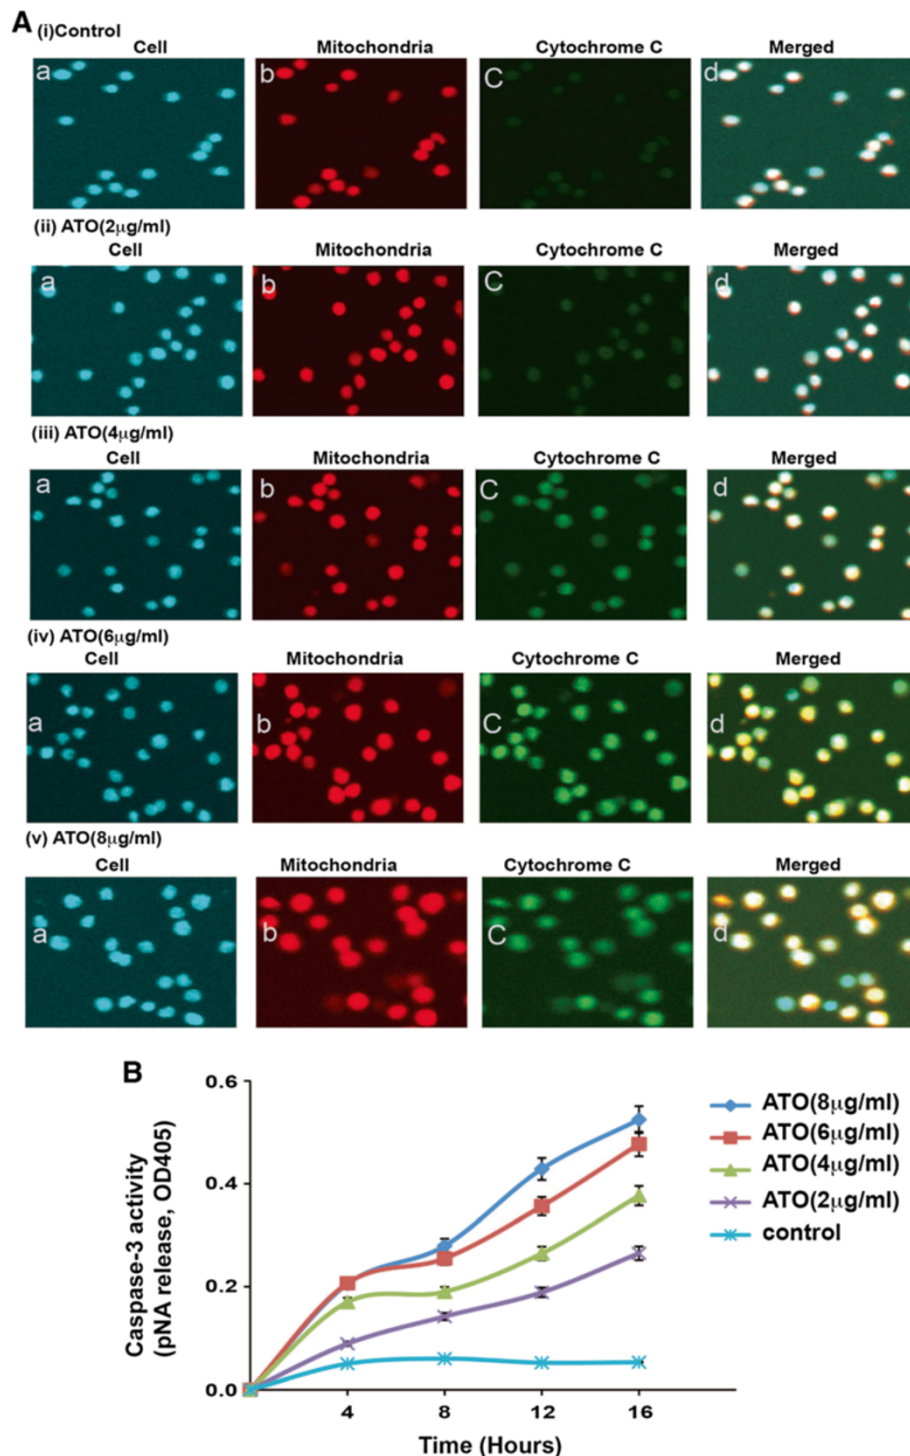 A (i)Control
Cell Mitochondria Cytochrome C Merged
a b C d
(ii) ATO(2μg/ml)
Cell Mitochondria Cytochrome C Merged
a b C d
(iii) ATO(4μg/ml)
Cell Mitochondria Cytochrome C Merged
a b C d
(iv) ATO(6μg/ml)
Cell Mitochondria Cytochrome C Merged
a b C d
(v) ATO(8μg/ml)
Cell Mitochondria Cytochrome C Merged
a b C d
B
Caspase-3 activity
(pNA release, OD405)
0.6
0.4
0.2
0.0
4 8 12 16
Time (Hours)
ATO(8μg/ml)
ATO(6μg/ml)
ATO(4μg/ml)
ATO(2μg/ml)
control